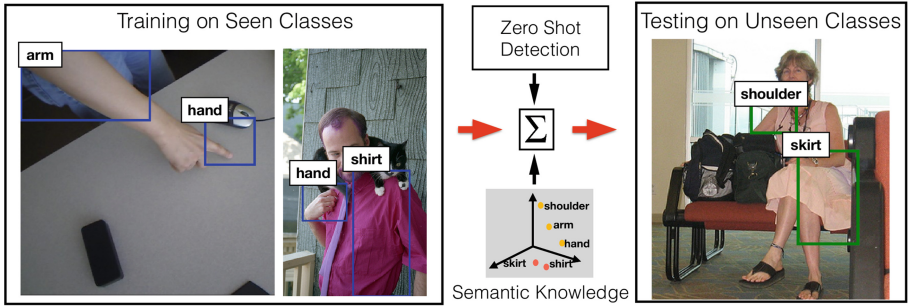 Training on Seen Classes
arm
hand
hand
shirt
Zero Shot
Detection
Σ
shoulder
arm
hand
skirt
shirt
Semantic Knowledge
Testing on Unseen Classes
shoulder
skirt